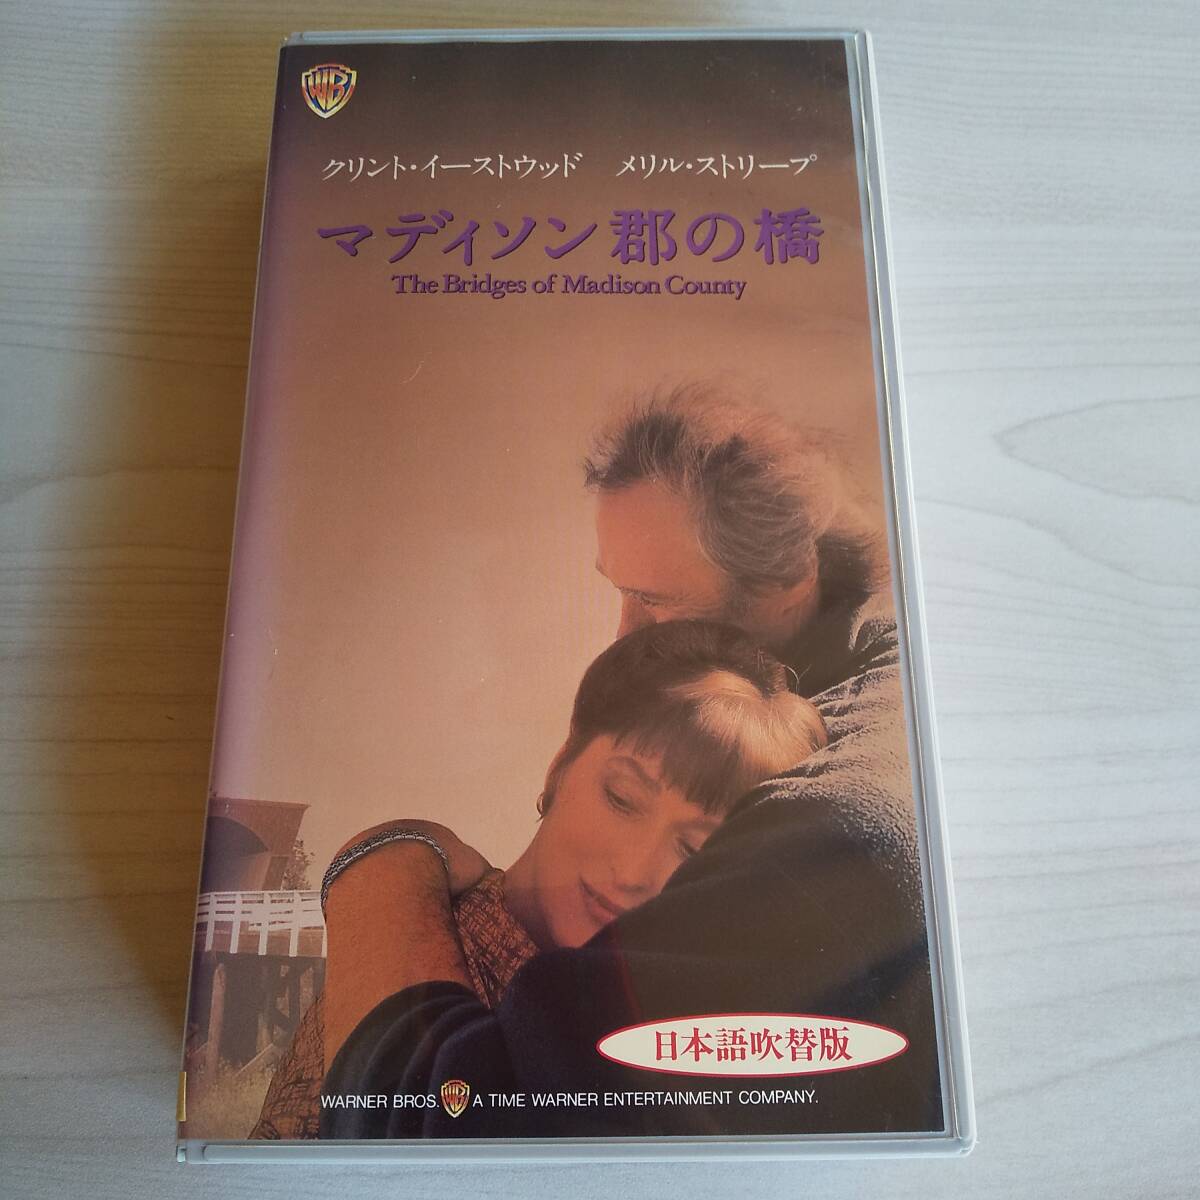 WB
クリント・イーストウッド メリル・ストリープ
マディソン郡の橋
The Bridges of Madison County
日本語吹替版
WARNER BROS. WB A TIME WARNER ENTERTAINMENT COMPANY.